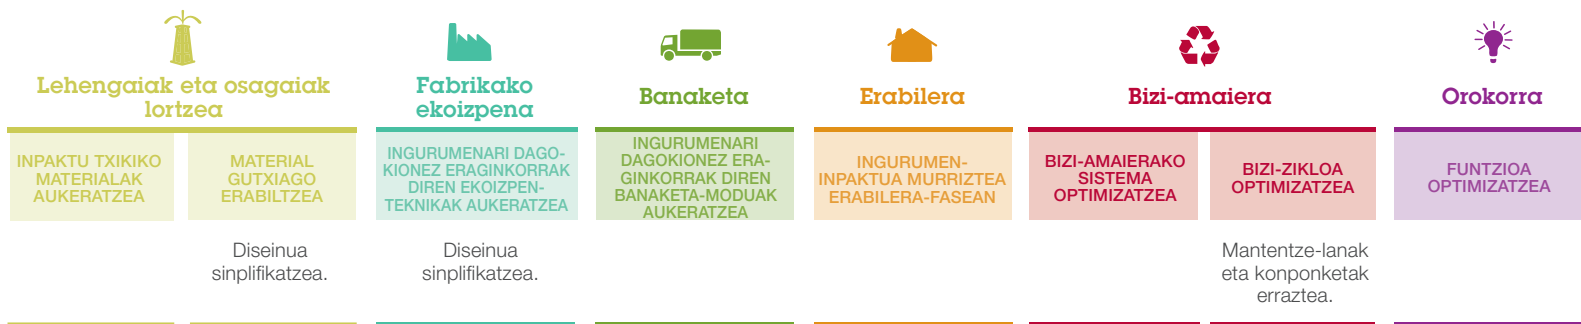 Lehengaiak eta osagaiak
lortzea
Fabrikako
ekoizpena
Banaketa
Erabilera
Bizi-amaiera
Orokorra
INPAKTU TXIKIKO
MATERIALAK
AUKERATZEA
MATERIAL
GUTXIAGO
ERABILTZEA
INGURUMENARI DAGO-
KIONEZ ERAGINKORRAK
DIREN EKOIZPEN-
TEKNIKAK AUKERATZEA
INGURUMENARI
DAGOKIONEZ ERA-
GINKORRAK DIREN
BANAKETA-MODUAK
AUKERATZEA
INGURUMEN-
INPAKTUA MURRIZTEA
ERABILERA-FASEAN
BIZI-AMAIERAKO
SISTEMA
OPTIMIZATZEA
BIZI-ZIKLOA
OPTIMIZATZEA
FUNTZIOA
OPTIMIZATZEA
Diseinua
sinplifikatzea.
Diseinua
sinplifikatzea.
Mantentze-lanak
eta konponketak
erraztea.